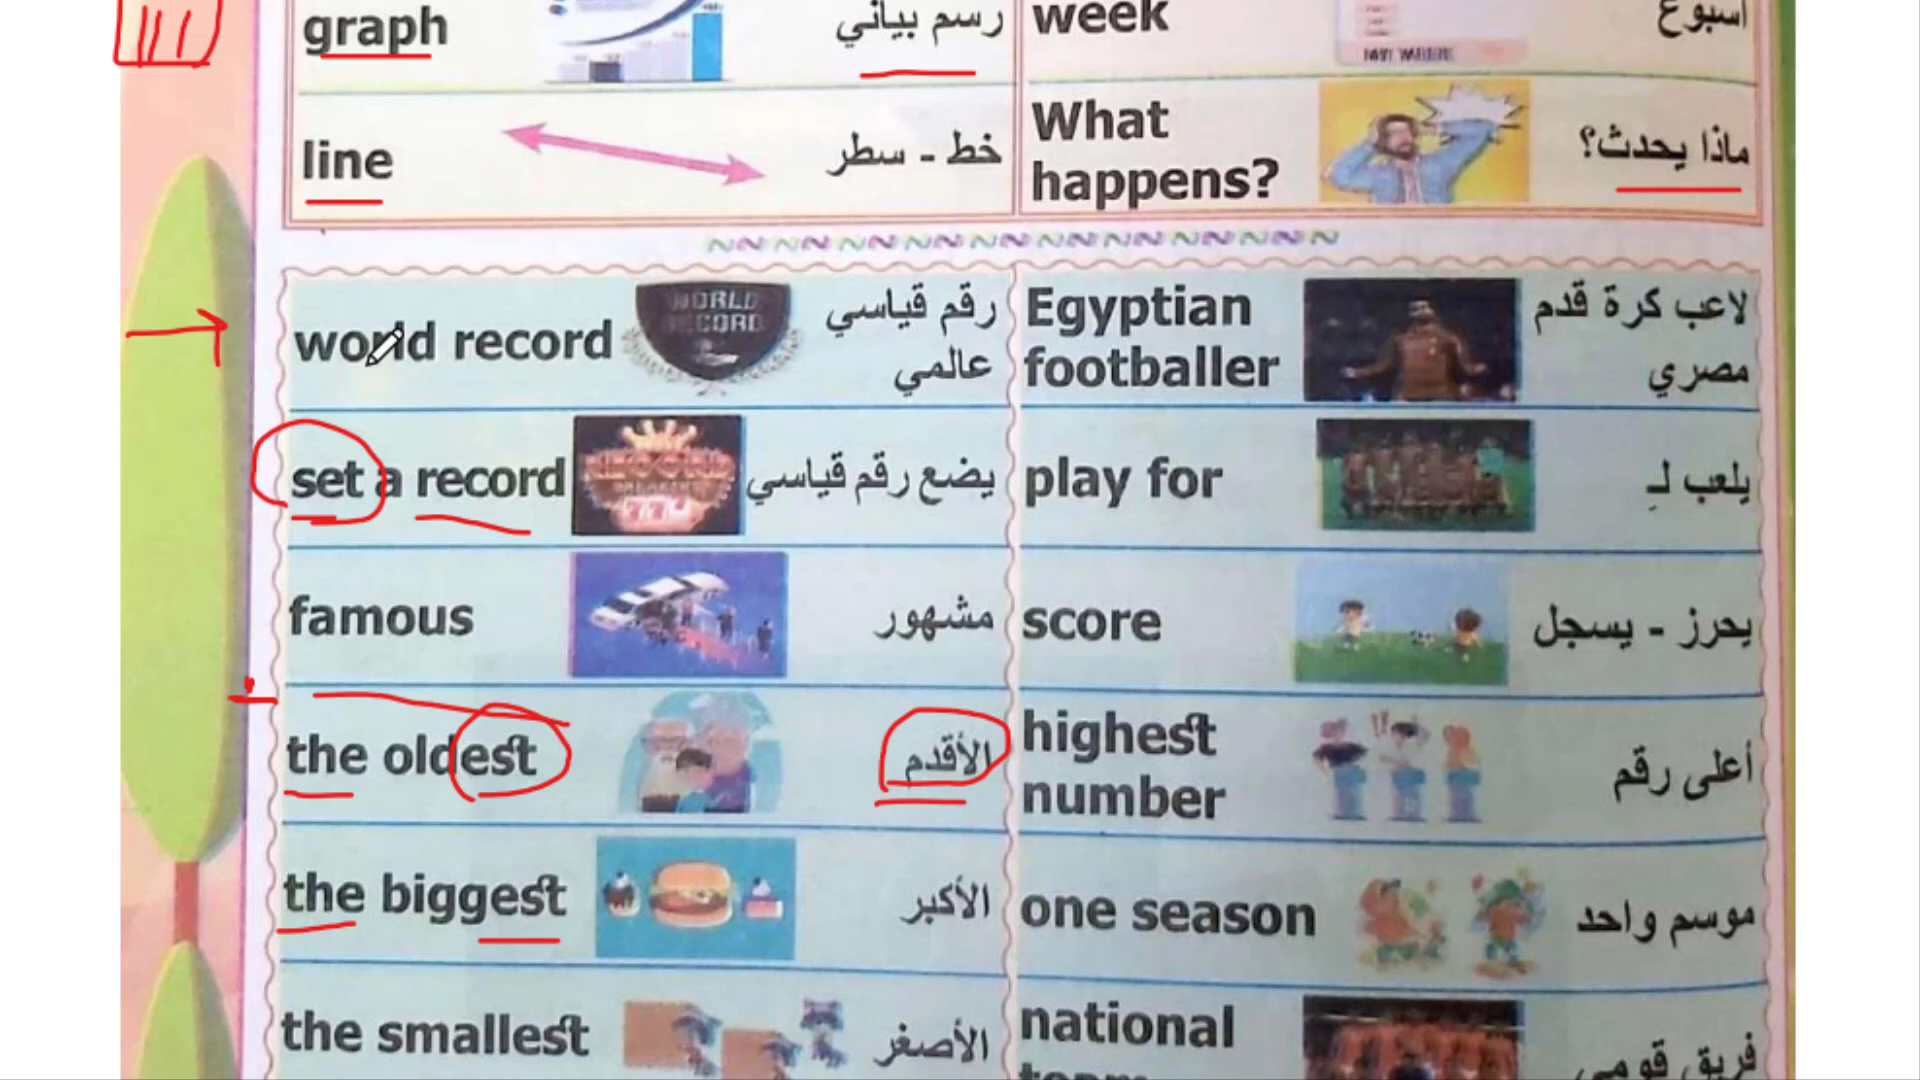 graph
رسم بياني
week
أسبوع
line
خط - سطر
What
happens?
ماذا يحدث؟
world record
WORLD
RECORD
رقم قياسي
عالمي
Egyptian
footballer
لاعب كرة قدم
مصري
set a record
RECORD
يضع رقم قياسي
play for
يلعب لـِ
famous
مشهور
score
يحرز - يسجل
the oldest
الأقدم
highest
number
أعلى رقم
the biggest
الأكبر
one season
موسم واحد
the smallest
الأصغر
national
team
فريق قومي